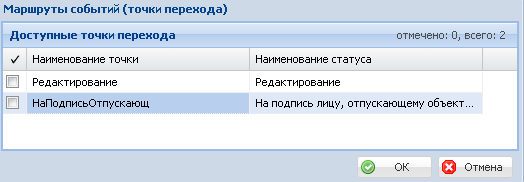 Маршруты событий (точки перехода)
Доступные точки перехода отмечено: 0, всего: 2
Наименование точки Наименование статуса
Редактирование Редактирование
НаПодписьОтпускающ На подпись лицу, отпускающему объект...
ОК Отмена